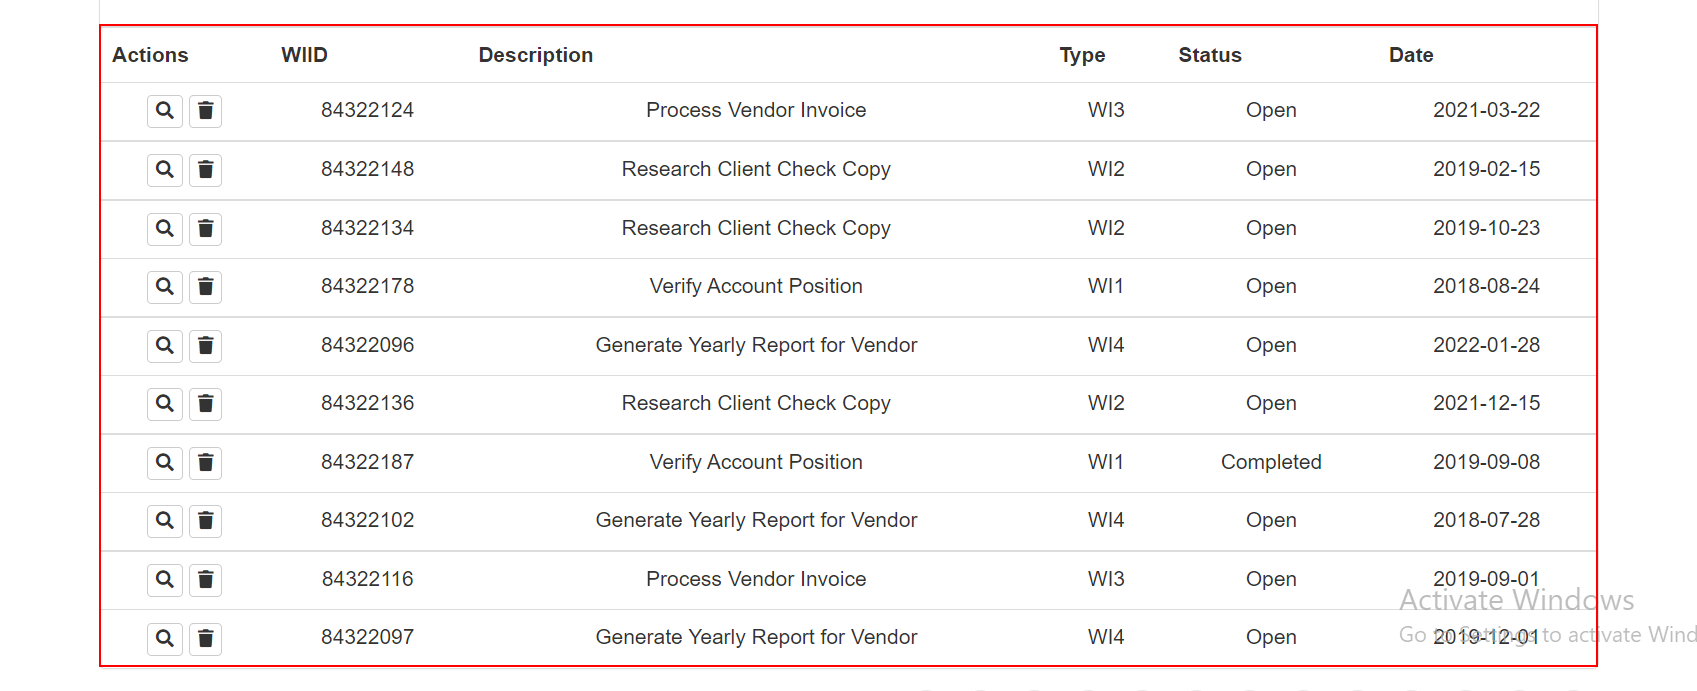 Actions WIID Description Type Status Date
84322124 Process Vendor Invoice WI3 Open 2021-03-22
84322148 Research Client Check Copy WI2 Open 2019-02-15
84322134 Research Client Check Copy WI2 Open 2019-10-23
84322178 Verify Account Position WI1 Open 2018-08-24
84322096 Generate Yearly Report for Vendor WI4 Open 2022-01-28
84322136 Research Client Check Copy WI2 Open 2021-12-15
84322187 Verify Account Position WI1 Completed 2019-09-08
84322102 Generate Yearly Report for Vendor WI4 Open 2018-07-28
84322116 Process Vendor Invoice WI3 Open 2019-09-01
Activate Windows
84322097 Generate Yearly Report for Vendor WI4 Open 2019-12-01
Go to Settings to activate Wind